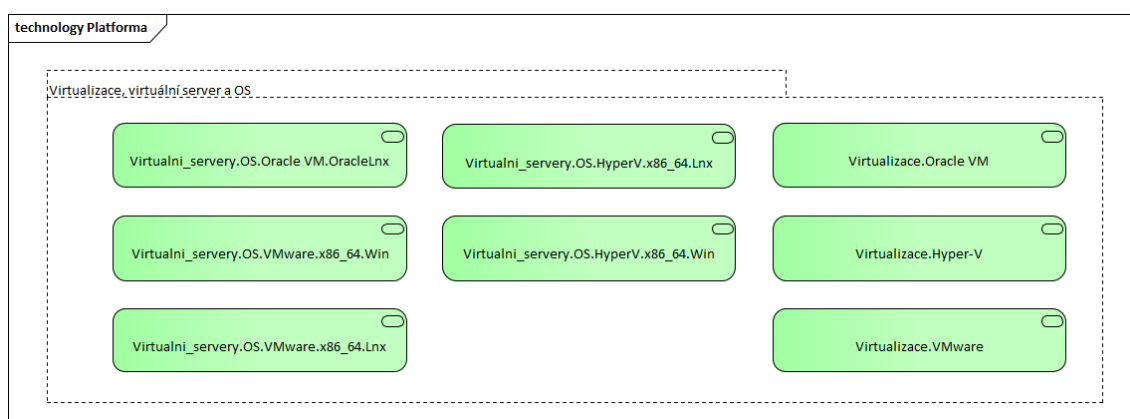 technology Platforma
Virtualizace, virtuální server a OS
Virtualni_servery.OS.Oracle VM.OracleLnx
Virtualni_servery.OS.HyperV.x86_64.Lnx
Virtualizace.Oracle VM
Virtualni_servery.OS.VMware.x86_64.Win
Virtualni_servery.OS.HyperV.x86_64.Win
Virtualizace.Hyper-V
Virtualni_servery.OS.VMware.x86_64.Lnx
Virtualizace.VMware